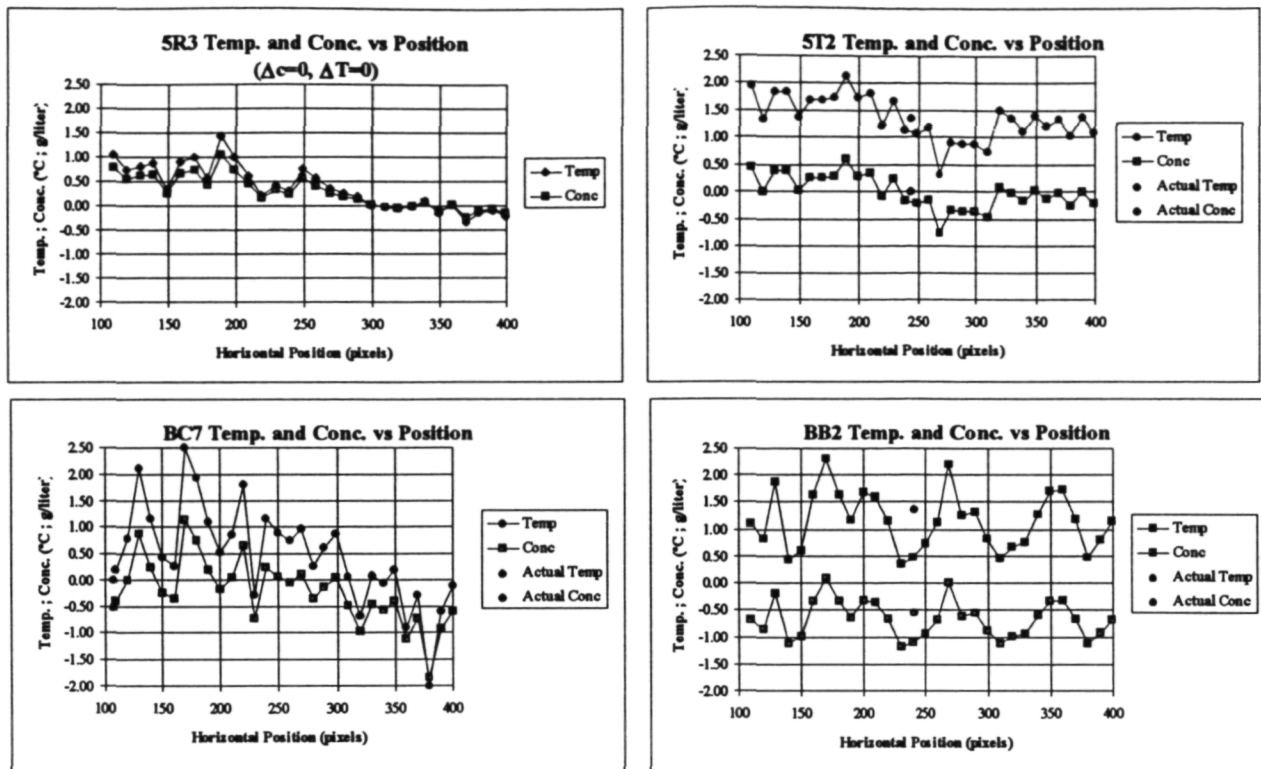 5R3 Temp. and Conc. vs Position
(Δc=0, ΔT=0)
Temp. ; Conc. (°C ; g/liter)
2.50
2.00
1.50
1.00
0.50
0.00
-0.50
-1.00
-1.50
-2.00
100 150 200 250 300 350 400
Horizontal Position (pixels)
Temp
Conc
5T2 Temp. and Conc. vs Position
Temp. ; Conc. (°C ; g/liter)
2.50
2.00
1.50
1.00
0.50
0.00
-0.50
-1.00
-1.50
-2.00
100 150 200 250 300 350 400
Horizontal Position (pixels)
Temp
Conc
Actual Temp
Actual Conc
BC7 Temp. and Conc. vs Position
Temp. ; Conc. (°C ; g/liter)
2.50
2.00
1.50
1.00
0.50
0.00
-0.50
-1.00
-1.50
-2.00
100 150 200 250 300 350 400
Horizontal Position (pixels)
Temp
Conc
Actual Temp
Actual Conc
BB2 Temp. and Conc. vs Position
Temp. ; Conc. (°C ; g/liter)
2.50
2.00
1.50
1.00
0.50
0.00
-0.50
-1.00
-1.50
-2.00
100 150 200 250 300 350 400
Horizontal Position (pixels)
Temp
Conc
Actual Temp
Actual Conc